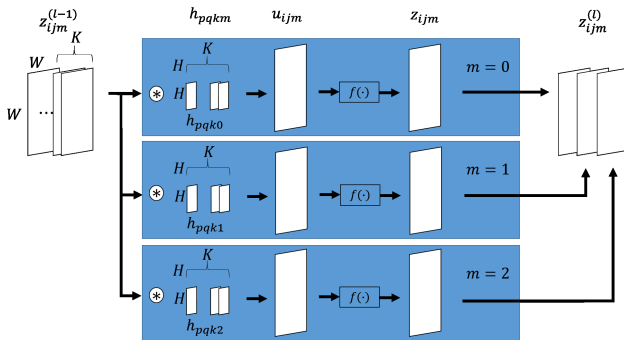 z_{ijm}^{(l-1)} h_{pqkm} u_{ijm} z_{ijm} z_{ijm}^{(l)}
K
W
W
...
K
H
H
h_{pqk0}
f(·)
m = 0
K
H
H
h_{pqk1}
f(·)
m = 1
K
H
H
h_{pqk2}
f(·)
m = 2